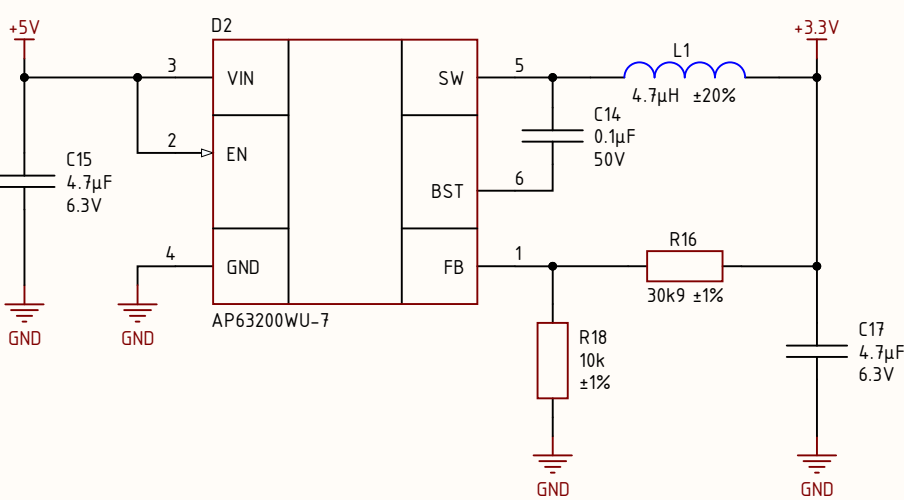 +5V
D2
+3.3V
3
VIN
SW
5
L1
4.7µH ±20%
2
EN
C14
0.1µF
50V
C15
4.7µF
6.3V
BST
6
4
GND
FB
1
R16
30k9 ±1%
GND
GND
AP63200WU-7
R18
10k
±1%
C17
4.7µF
6.3V
GND
GND